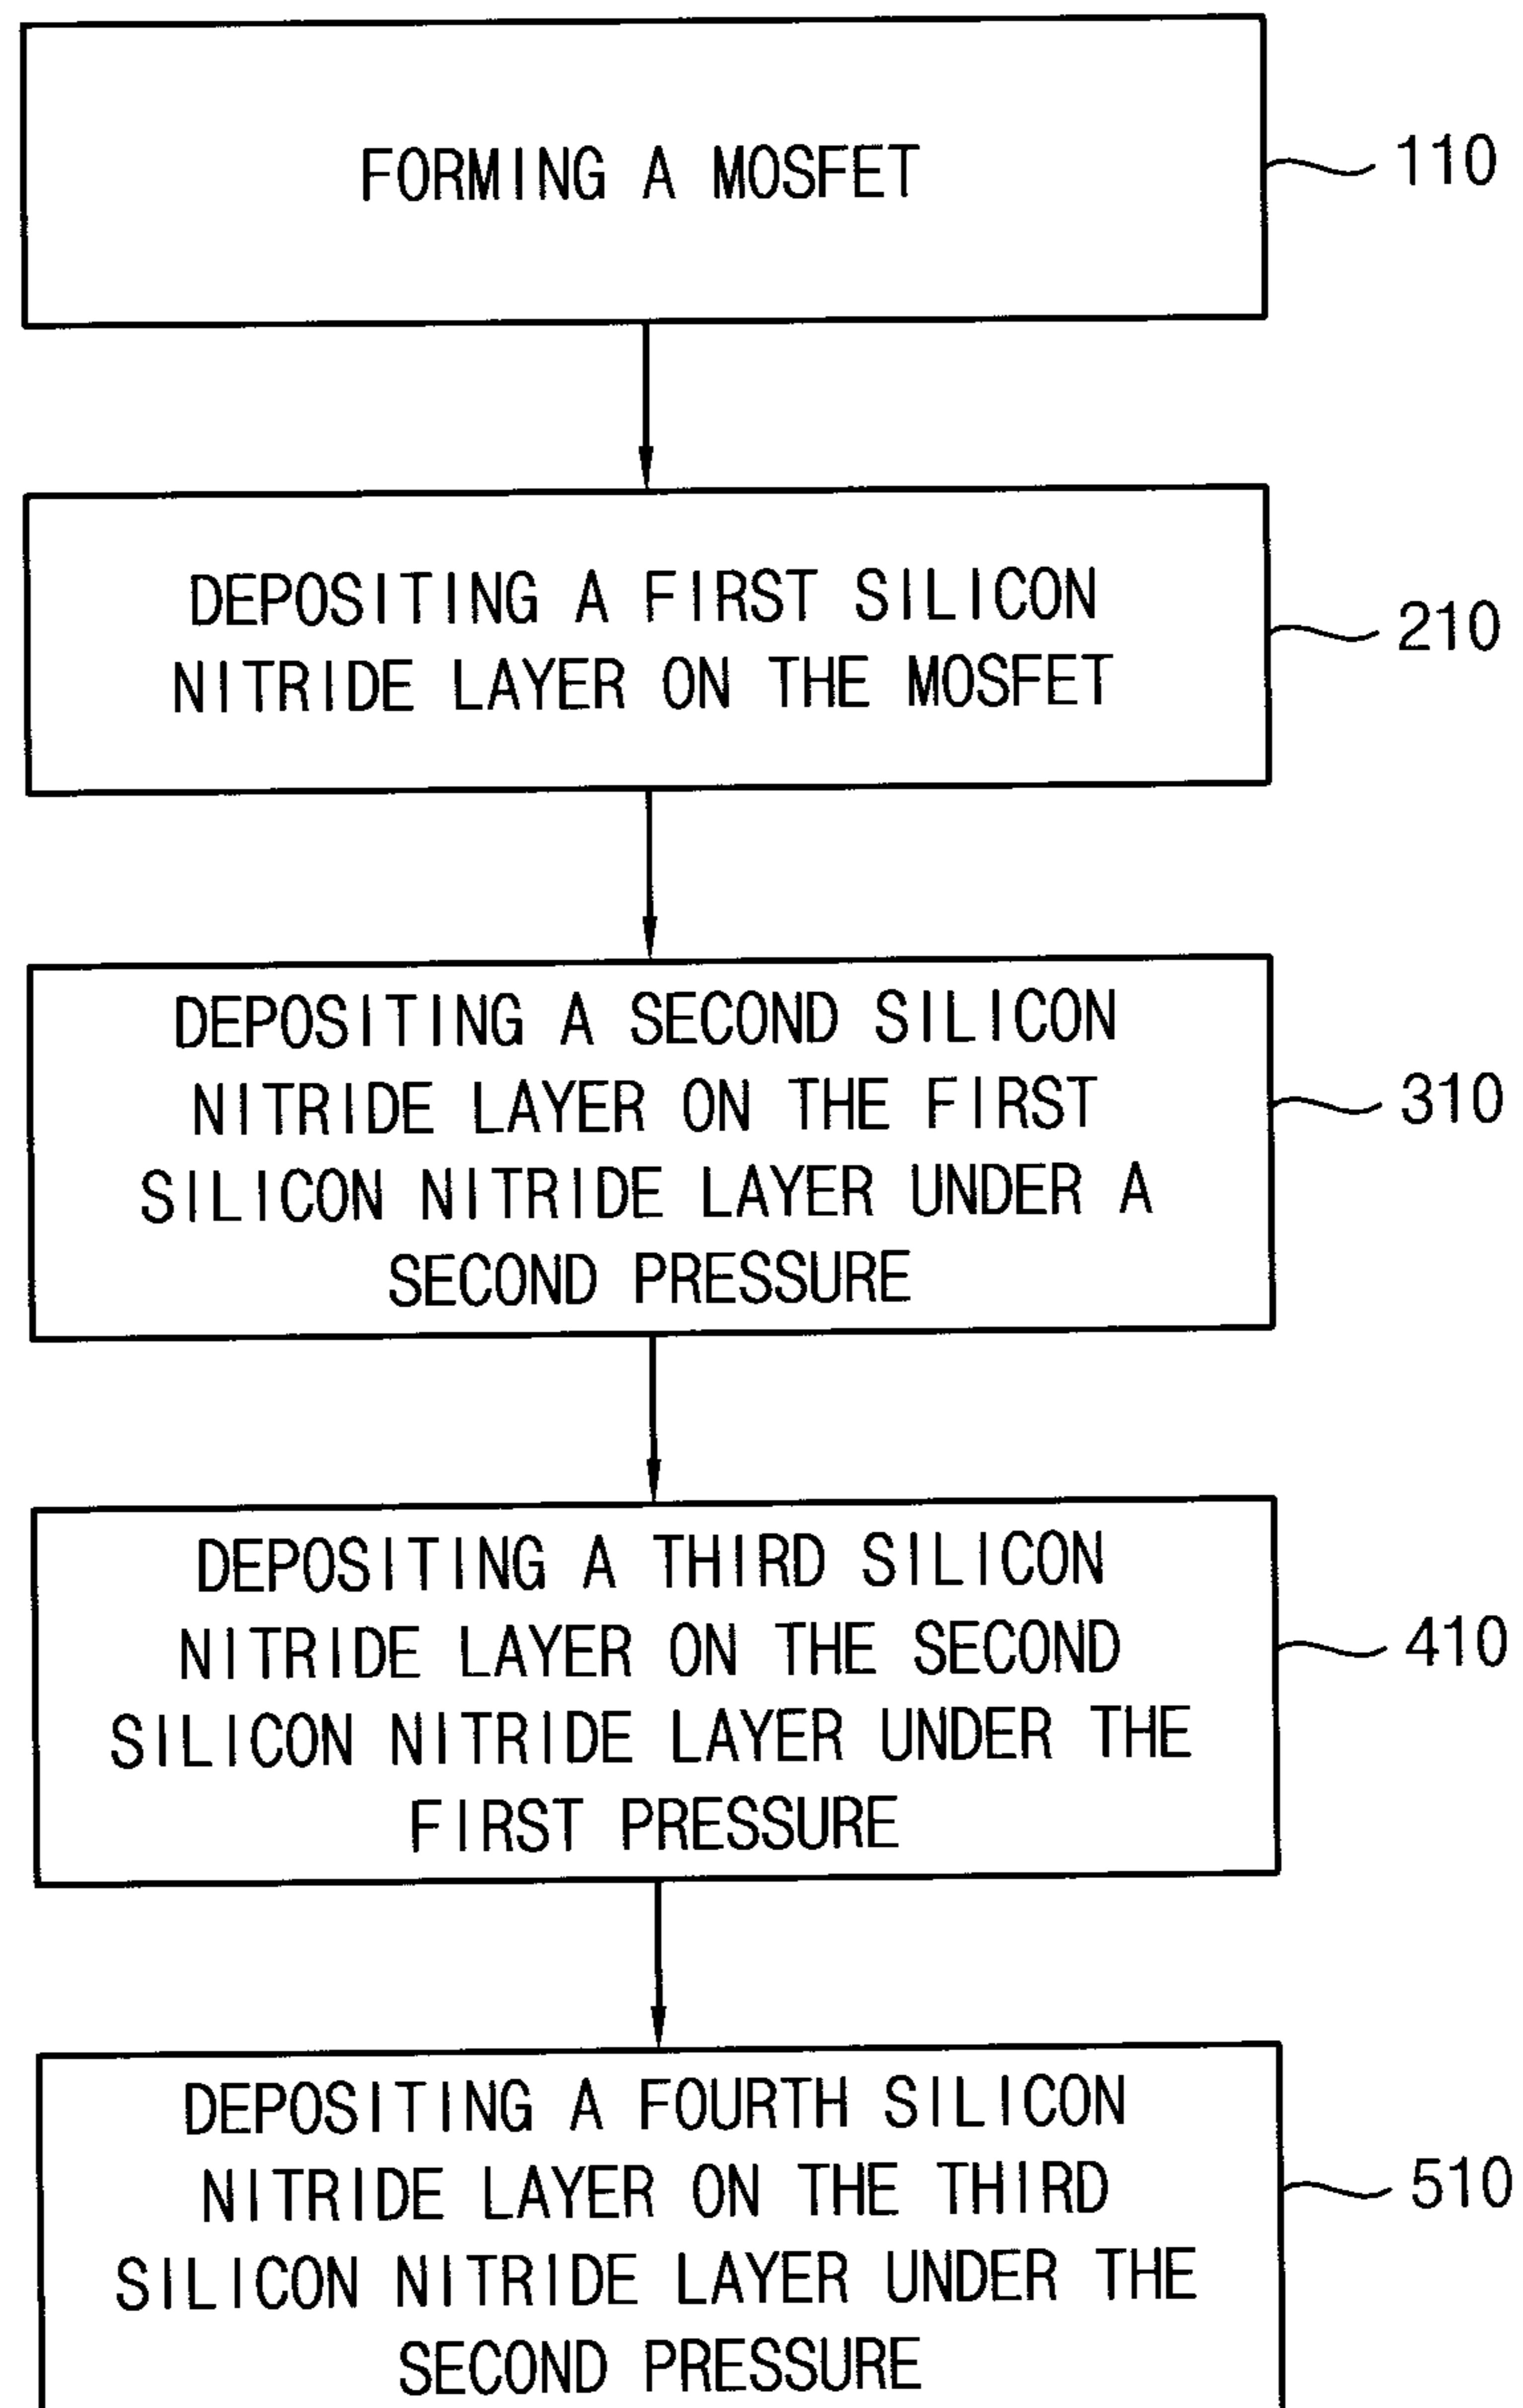 FORMING A MOSFET
110
DEPOSITING A FIRST SILICON
NITRIDE LAYER ON THE MOSFET
210
DEPOSITING A SECOND SILICON
NITRIDE LAYER ON THE FIRST
SILICON NITRIDE LAYER UNDER A
SECOND PRESSURE
310
DEPOSITING A THIRD SILICON
NITRIDE LAYER ON THE SECOND
SILICON NITRIDE LAYER UNDER THE
FIRST PRESSURE
410
DEPOSITING A FOURTH SILICON
NITRIDE LAYER ON THE THIRD
SILICON NITRIDE LAYER UNDER THE
SECOND PRESSURE
510